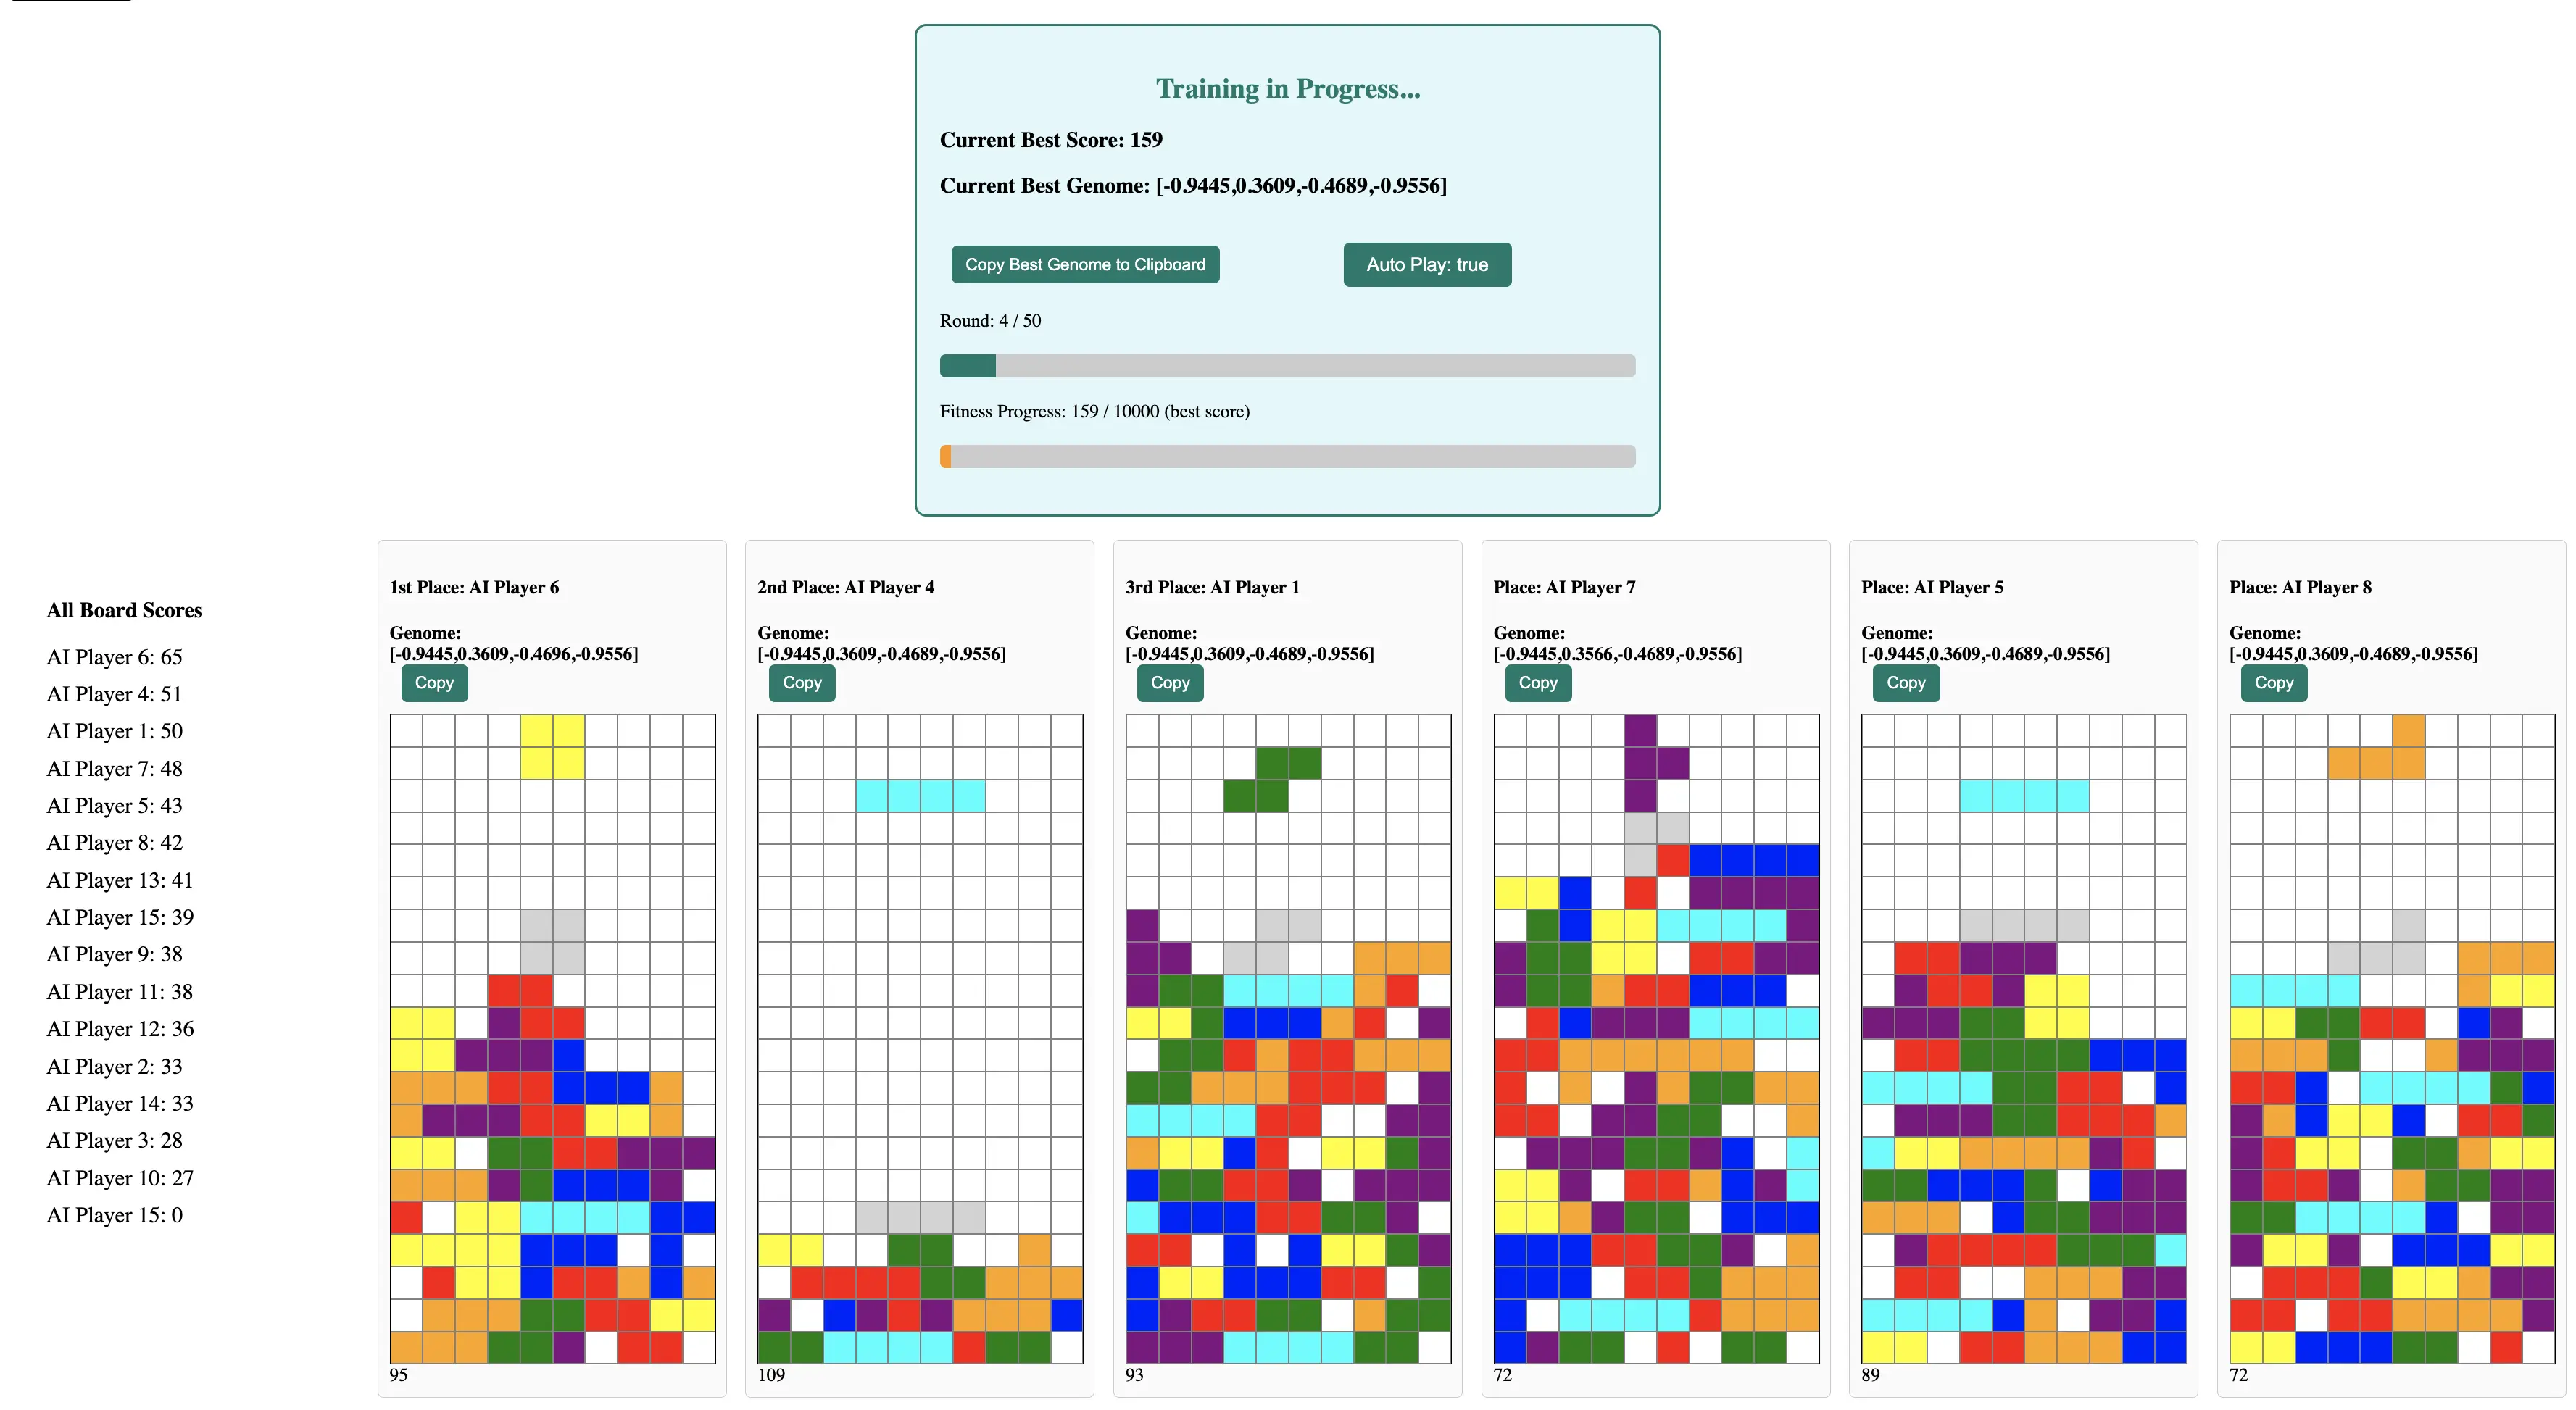 Training in Progress...
Current Best Score: 159
Current Best Genome: [-0.9445,0.3609,-0.4689,-0.9556]
Copy Best Genome to Clipboard
Auto Play: true
Round: 4 / 50
Fitness Progress: 159 / 10000 (best score)
All Board Scores
AI Player 6: 65
AI Player 4: 51
AI Player 1: 50
AI Player 7: 48
AI Player 5: 43
AI Player 8: 42
AI Player 13: 41
AI Player 15: 39
AI Player 9: 38
AI Player 11: 38
AI Player 12: 36
AI Player 2: 33
AI Player 14: 33
AI Player 3: 28
AI Player 10: 27
AI Player 15: 0
1st Place: AI Player 6
Genome:
[-0.9445,0.3609,-0.4696,-0.9556]
Copy
95
2nd Place: AI Player 4
Genome:
[-0.9445,0.3609,-0.4689,-0.9556]
Copy
109
3rd Place: AI Player 1
Genome:
[-0.9445,0.3609,-0.4689,-0.9556]
Copy
93
Place: AI Player 7
Genome:
[-0.9445,0.3566,-0.4689,-0.9556]
Copy
72
Place: AI Player 5
Genome:
[-0.9445,0.3609,-0.4689,-0.9556]
Copy
89
Place: AI Player 8
Genome:
[-0.9445,0.3609,-0.4689,-0.9556]
Copy
72